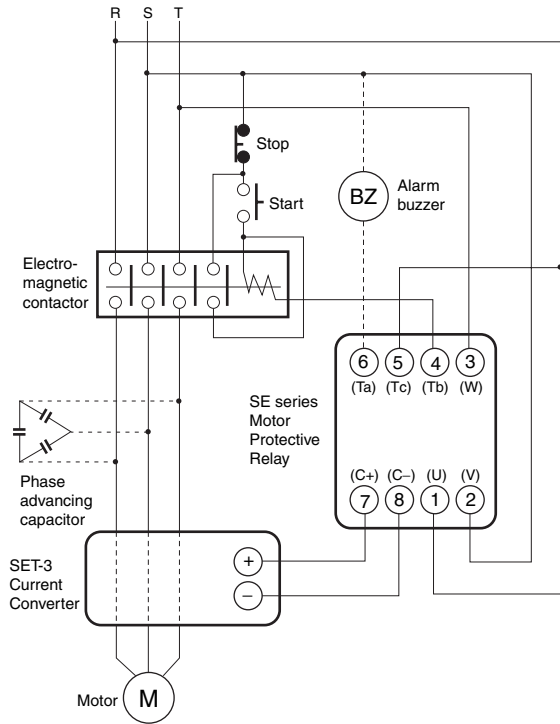 R S T
Stop
Start
BZ
Alarm
buzzer
Electro-
magnetic
contactor
6 5 4 3
(Ta) (Tc) (Tb) (W)
SE series
Motor
Protective
Relay
(C+) (C−) (U) (V)
7 8 1 2
Phase
advancing
capacitor
SET-3
Current
Converter
+
−
Motor
M